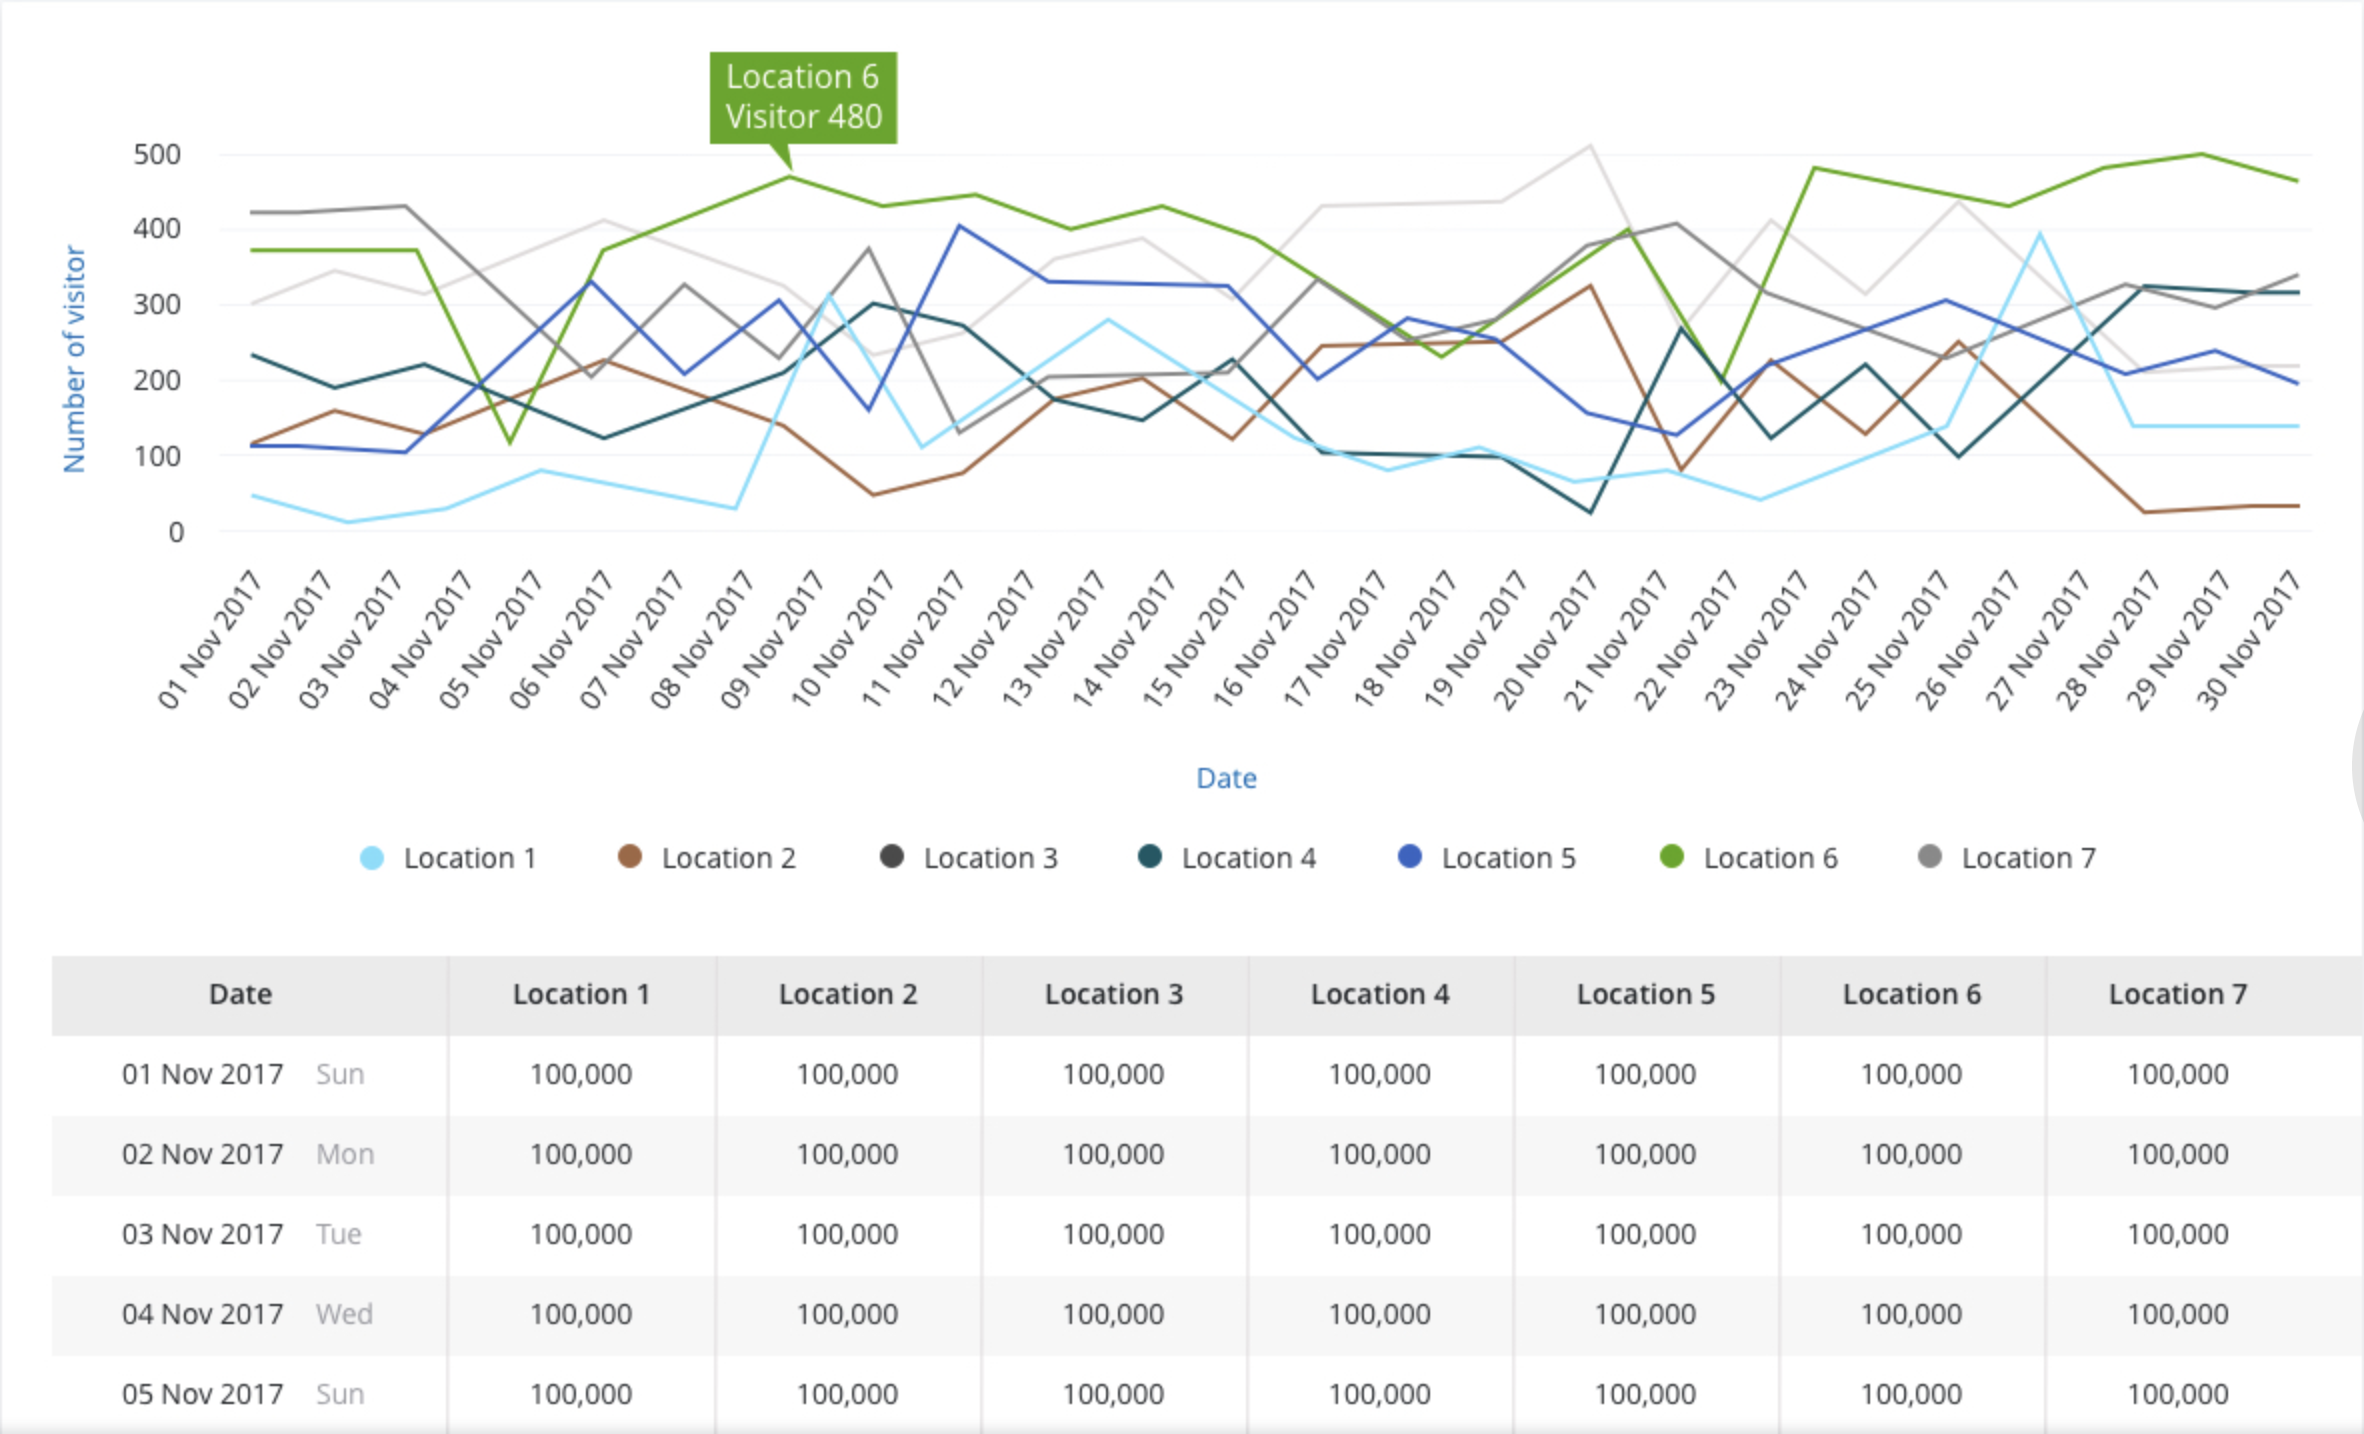 Location 6
Visitor 480
500
400
300
200
100
0
Number of visitor
01 Nov 2017
02 Nov 2017
03 Nov 2017
04 Nov 2017
05 Nov 2017
06 Nov 2017
07 Nov 2017
08 Nov 2017
09 Nov 2017
10 Nov 2017
11 Nov 2017
12 Nov 2017
13 Nov 2017
14 Nov 2017
15 Nov 2017
16 Nov 2017
17 Nov 2017
18 Nov 2017
19 Nov 2017
20 Nov 2017
21 Nov 2017
22 Nov 2017
23 Nov 2017
24 Nov 2017
25 Nov 2017
26 Nov 2017
27 Nov 2017
28 Nov 2017
29 Nov 2017
30 Nov 2017
Date
Location 1 Location 2 Location 3 Location 4 Location 5 Location 6 Location 7
Date Location 1 Location 2 Location 3 Location 4 Location 5 Location 6 Location 7
01 Nov 2017 Sun 100,000 100,000 100,000 100,000 100,000 100,000 100,000
02 Nov 2017 Mon 100,000 100,000 100,000 100,000 100,000 100,000 100,000
03 Nov 2017 Tue 100,000 100,000 100,000 100,000 100,000 100,000 100,000
04 Nov 2017 Wed 100,000 100,000 100,000 100,000 100,000 100,000 100,000
05 Nov 2017 Sun 100,000 100,000 100,000 100,000 100,000 100,000 100,000